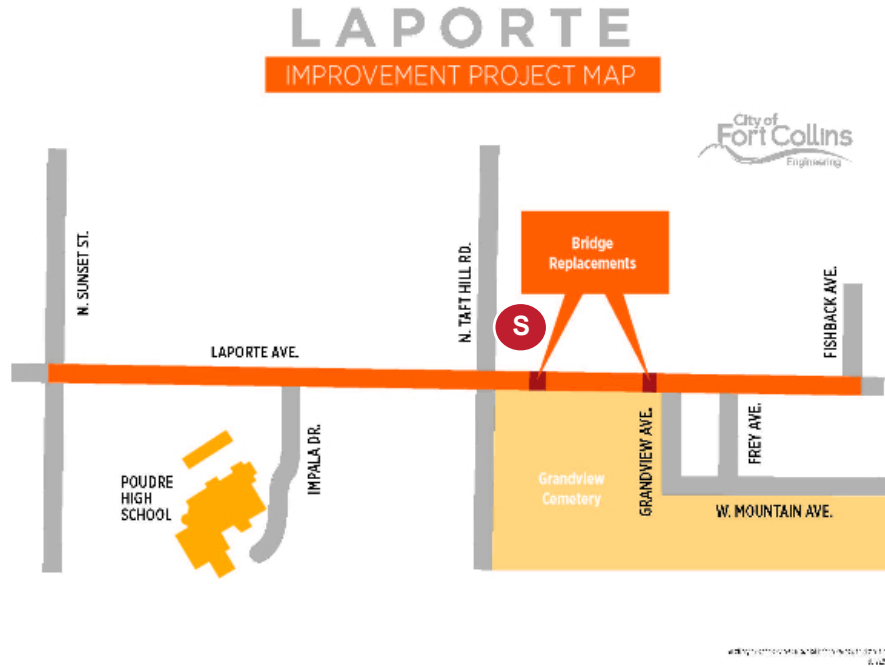 LAPORTE
IMPROVEMENT PROJECT MAP
City of
Fort Collins
Engineering
N. SUNSET ST.
N. TAFT HILL RD.
Bridge
Replacements
FISHBACK AVE.
S
LAPORTE AVE.
IMPALA DR.
POUDRE
HIGH
SCHOOL
Grandview
Cemetery
GRANDVIEW AVE.
FREY AVE.
W. MOUNTAIN AVE.